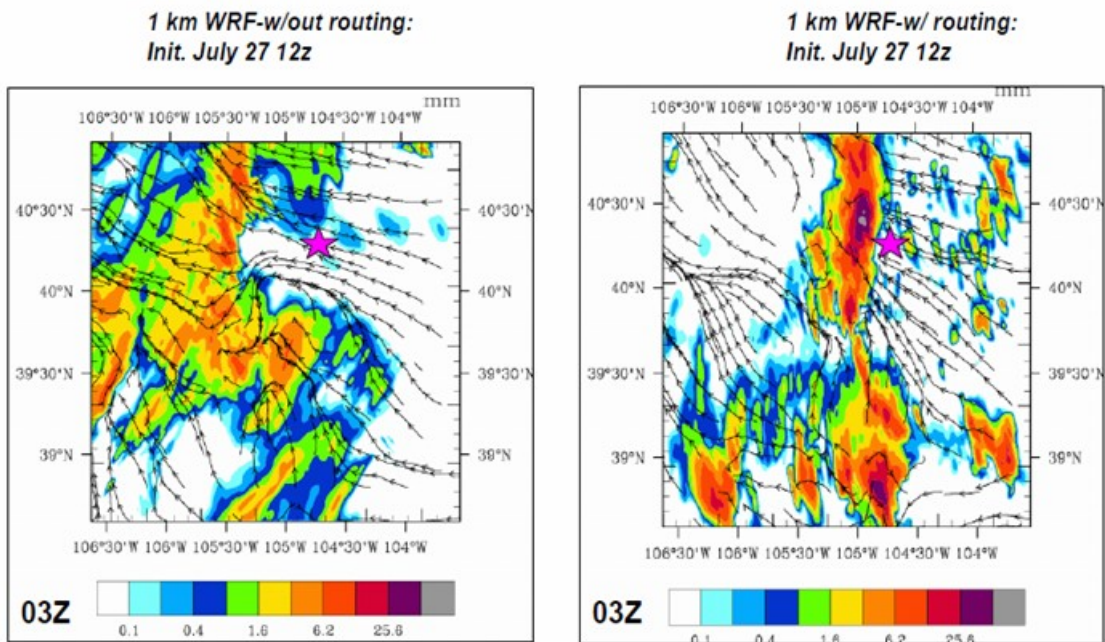 1 km WRF-w/out routing:
Init. July 27 12z
1 km WRF-w/ routing:
Init. July 27 12z
mm
106°30'W 106°W 105°30'W 105°W 104°30'W 104°W
40°30'N 40°30'N
40°N 40°N
39°30'N 39°30'N
39°N 39°N
106°30'W 106°W 105°30'W 105°W 104°30'W 104°W
03Z
0.1 0.4 1.6 6.2 25.6
mm
106°30'W 106°W 105°30'W 105°W 104°30'W 104°W
40°30'N 40°30'N
40°N 40°N
39°30'N 39°30'N
39°N 39°N
106°30'W 106°W 105°30'W 105°W 104°30'W 104°W
03Z
0.1 0.4 1.6 6.2 25.6